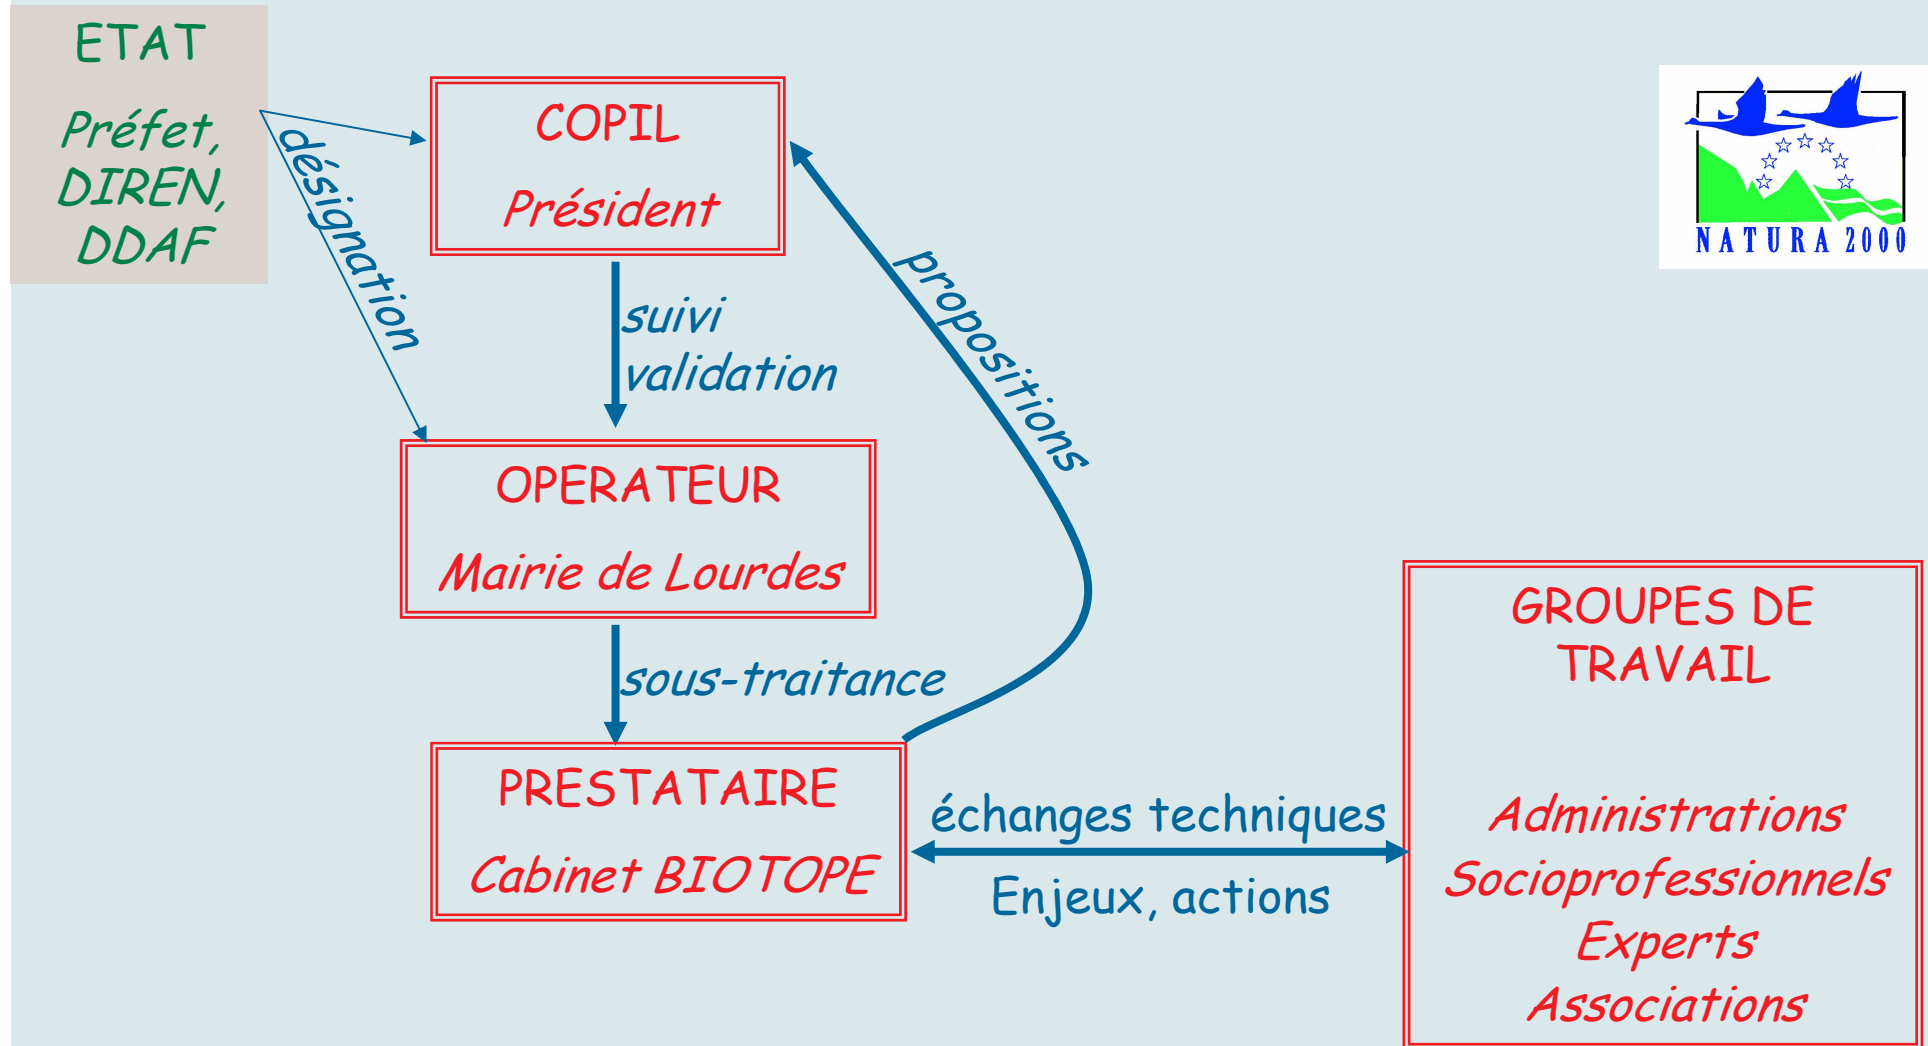 ETAT
Préfet,
DIREN,
DDAF
désignation
COPIL
Président
suivi
validation
propositions
NATURA 2000
OPERATEUR
Mairie de Lourdes
sous-traitance
PRESTATAIRE
Cabinet BIOTOPE
échanges techniques
Enjeux, actions
GROUPES DE
TRAVAIL
Administrations
Socioprofessionnels
Experts
Associations